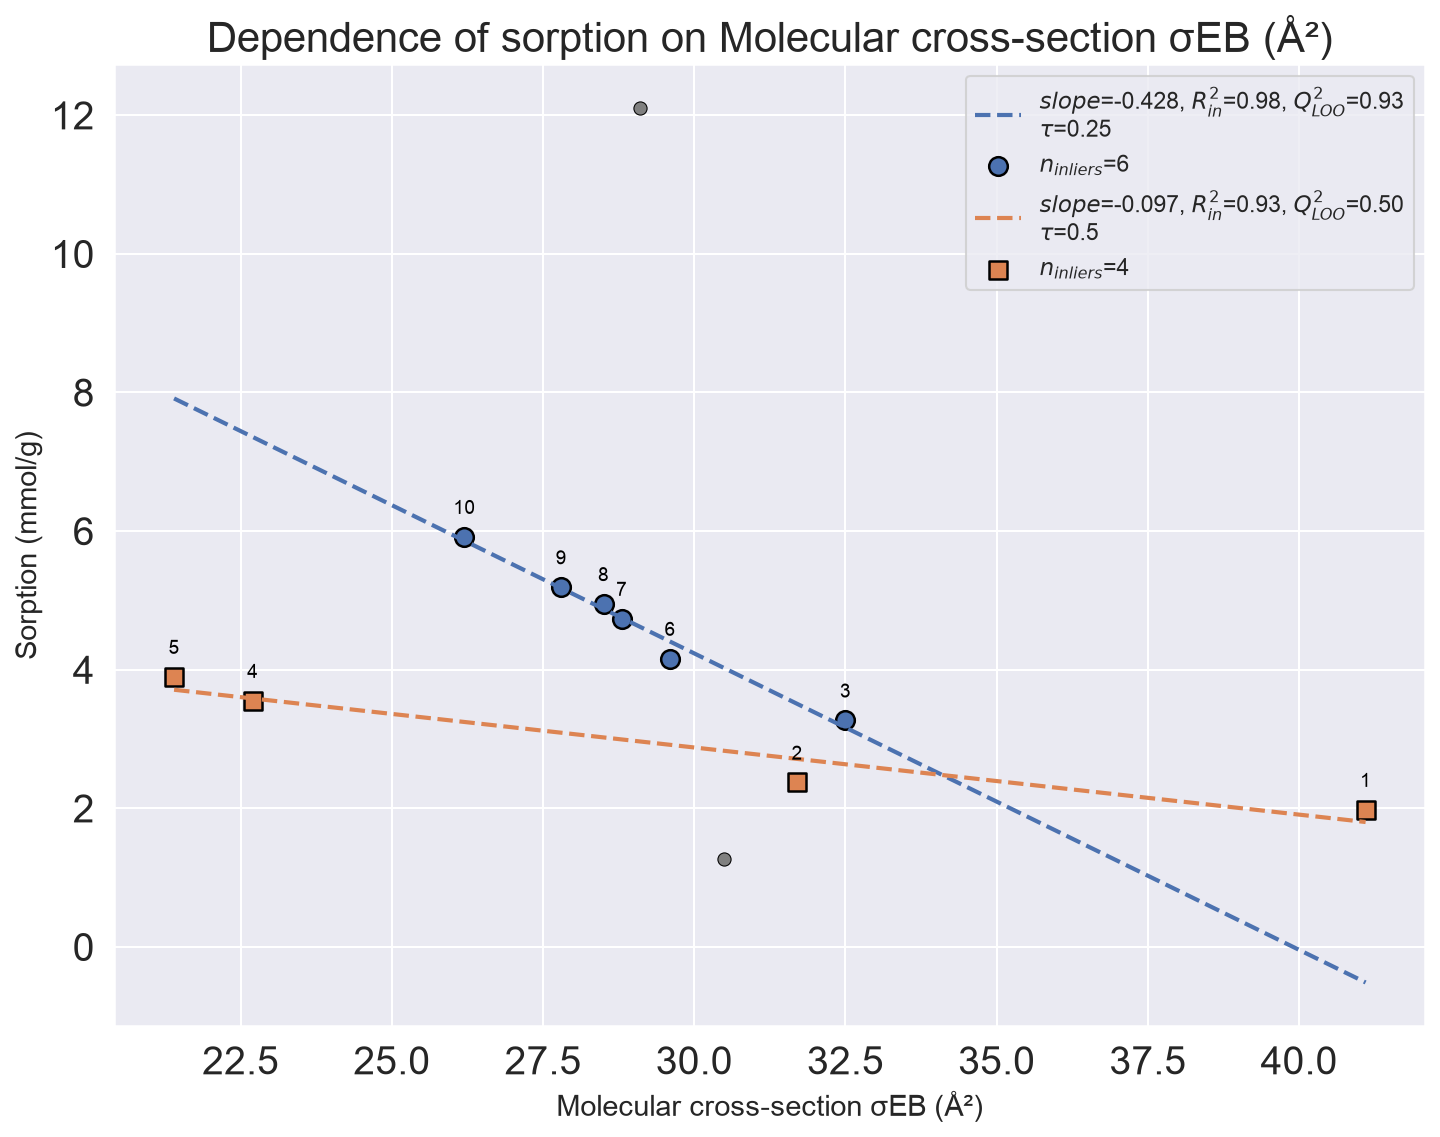 Dependence of sorption on Molecular cross-section σEB (Å²)
slope=-0.428, R²in=0.98, Q²LOO=0.93
τ=0.25
ninliers=6
slope=-0.097, R²in=0.93, Q²LOO=0.50
τ=0.5
ninliers=4
12
10
8
6
4
2
0
Sorption (mmol/g)
10
9
8
7
6
5
4
3
2
1
22.5 25.0 27.5 30.0 32.5 35.0 37.5 40.0
Molecular cross-section σEB (Å²)